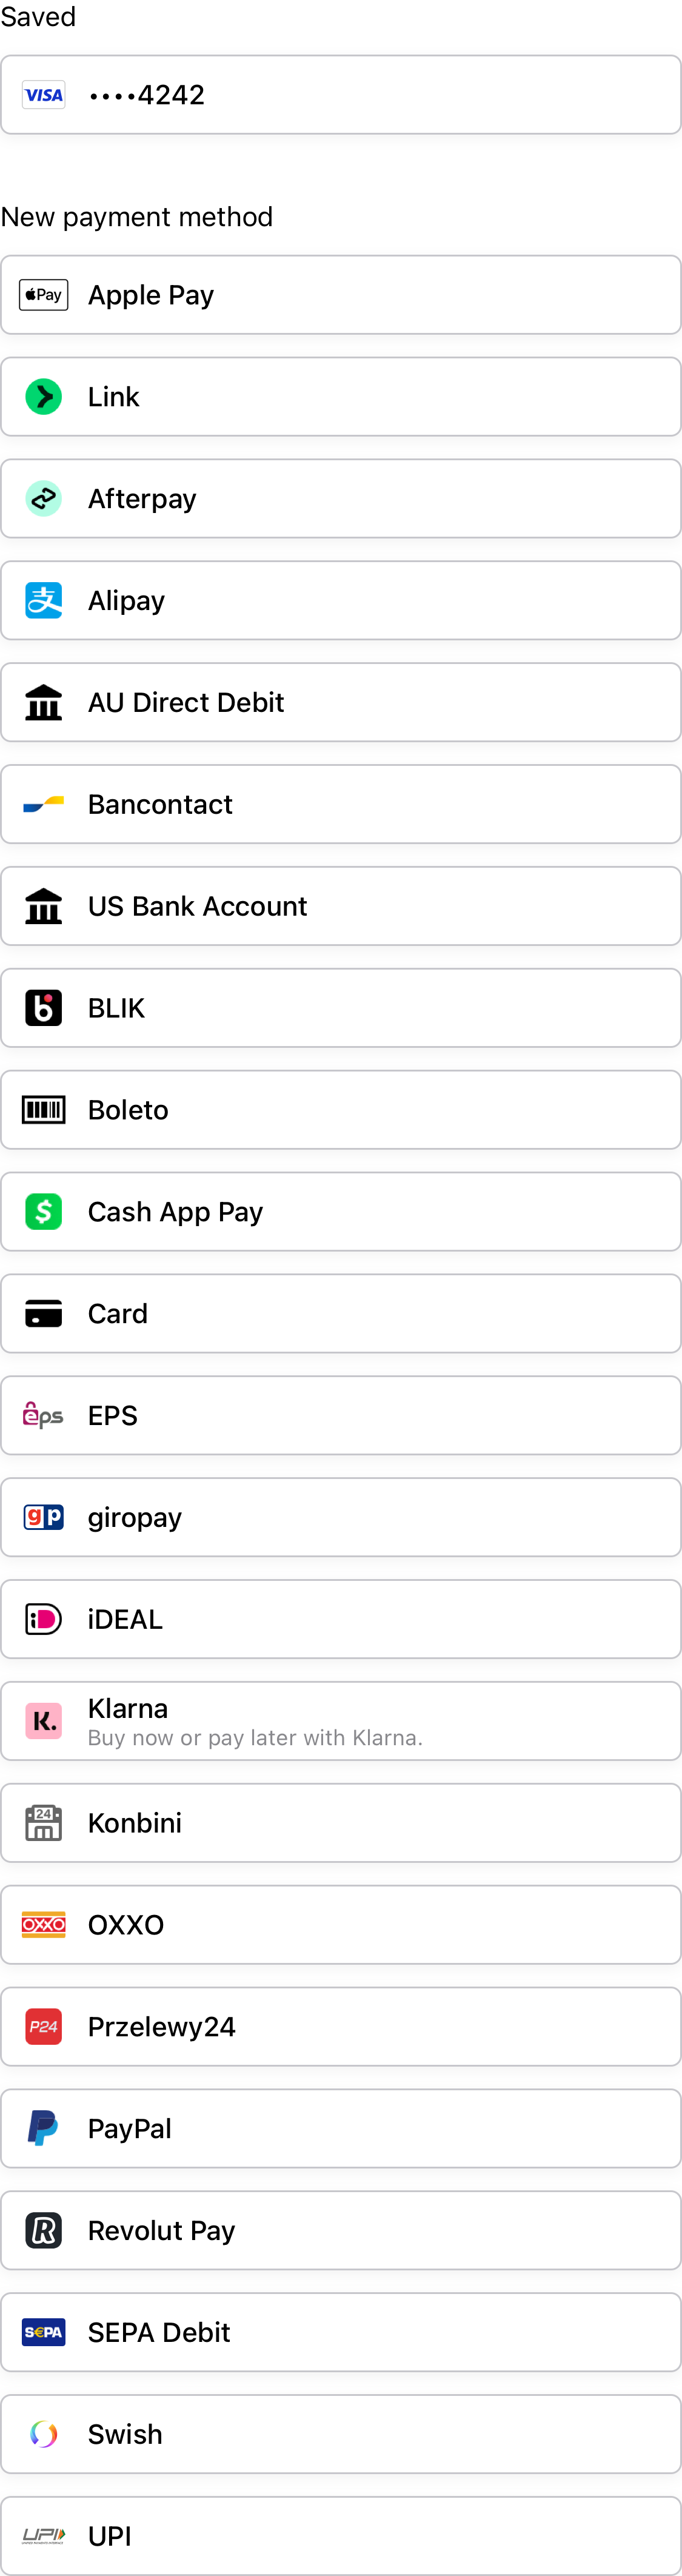 Saved
VISA ••••4242
New payment method
Pay Apple Pay
Link
Afterpay
支 Alipay
AU Direct Debit
Bancontact
US Bank Account
b BLIK
Boleto
$ Cash App Pay
Card
eps EPS
gp giropay
iD iDEAL
K. Klarna
Buy now or pay later with Klarna.
24 Konbini
OXXO OXXO
P24 Przelewy24
P PayPal
R Revolut Pay
S€PA SEPA Debit
Swish
UPI UPI